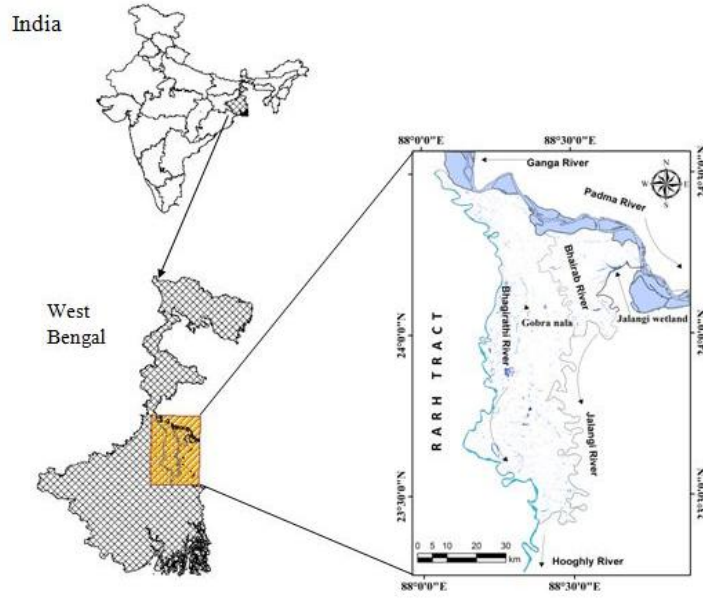 India
88°0'0"E
88°30'0"E
Ganga River
N
W
E
S
Padma River
Bhairab River
West
Bengal
Bhagirathi River
Gobra nala
Jalangi wetland
24°0'0"N
RARH TRACT
Jalangi River
23°30'0"N
0 5 10 20 30
km
Hooghly River
88°0'0"E
88°30'0"E